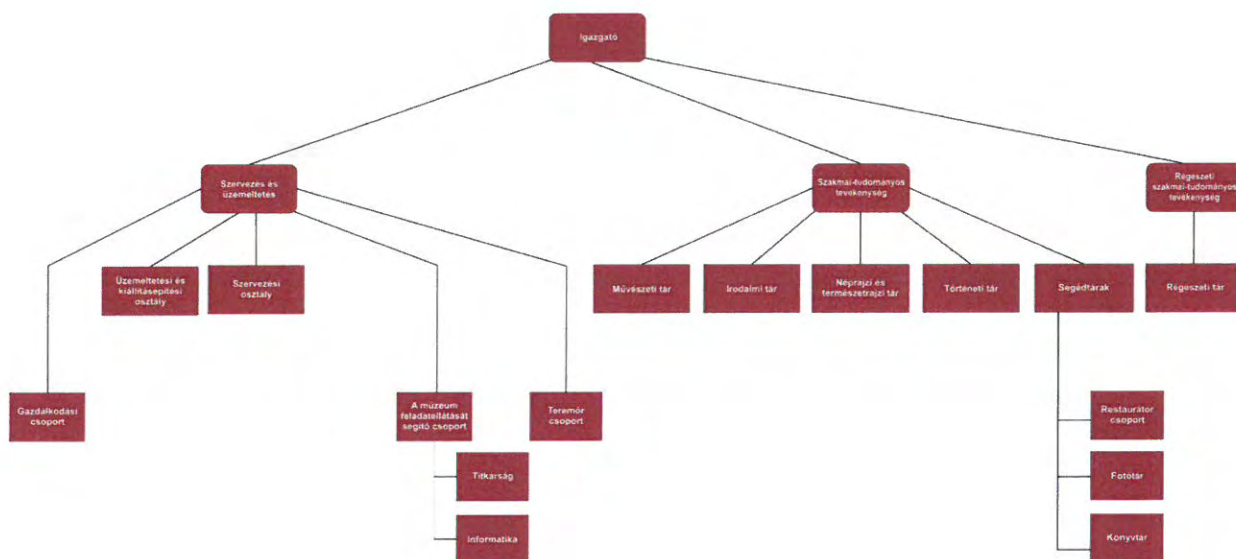 Igazgató
Szervezés és
üzemeltetés
Szakmai-tudományos
tevékenység
Régészeti
szakmai-tudományos
tevékenység
Üzemeltetési és
kiállításépítési
osztály
Szervezési
osztály
Művészeti tár
Irodalmi tár
Néprajzi és
természetrajzi tár
Történeti tár
Segédtárak
Régészeti tár
Gazdálkodási
csoport
A múzeum
feladatellátását
segítő csoport
Teremőr
csoport
Restaurátor
csoport
Titkárság
Fotótár
Informatika
Könyvtár